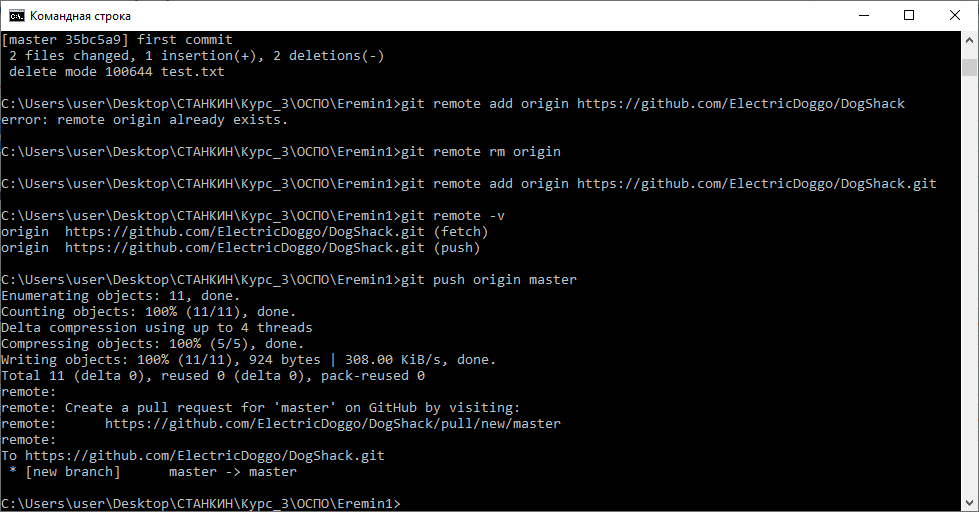 Командная строка
[master 35bc5a9] first commit
 2 files changed, 1 insertion(+), 2 deletions(-)
 delete mode 100644 test.txt
C:\Users\user\Desktop\СТАНКИН\Курс_3\ОСПО\Eremin1>git remote add origin https://github.com/ElectricDoggo/DogShack
error: remote origin already exists.
C:\Users\user\Desktop\СТАНКИН\Курс_3\ОСПО\Eremin1>git remote rm origin
C:\Users\user\Desktop\СТАНКИН\Курс_3\ОСПО\Eremin1>git remote add origin https://github.com/ElectricDoggo/DogShack.git
C:\Users\user\Desktop\СТАНКИН\Курс_3\ОСПО\Eremin1>git remote -v
origin  https://github.com/ElectricDoggo/DogShack.git (fetch)
origin  https://github.com/ElectricDoggo/DogShack.git (push)
C:\Users\user\Desktop\СТАНКИН\Курс_3\ОСПО\Eremin1>git push origin master
Enumerating objects: 11, done.
Counting objects: 100% (11/11), done.
Delta compression using up to 4 threads
Compressing objects: 100% (5/5), done.
Writing objects: 100% (11/11), 924 bytes | 308.00 KiB/s, done.
Total 11 (delta 0), reused 0 (delta 0), pack-reused 0
remote:
remote: Create a pull request for 'master' on GitHub by visiting:
remote:      https://github.com/ElectricDoggo/DogShack/pull/new/master
remote:
To https://github.com/ElectricDoggo/DogShack.git
 * [new branch]      master -> master
C:\Users\user\Desktop\СТАНКИН\Курс_3\ОСПО\Eremin1>